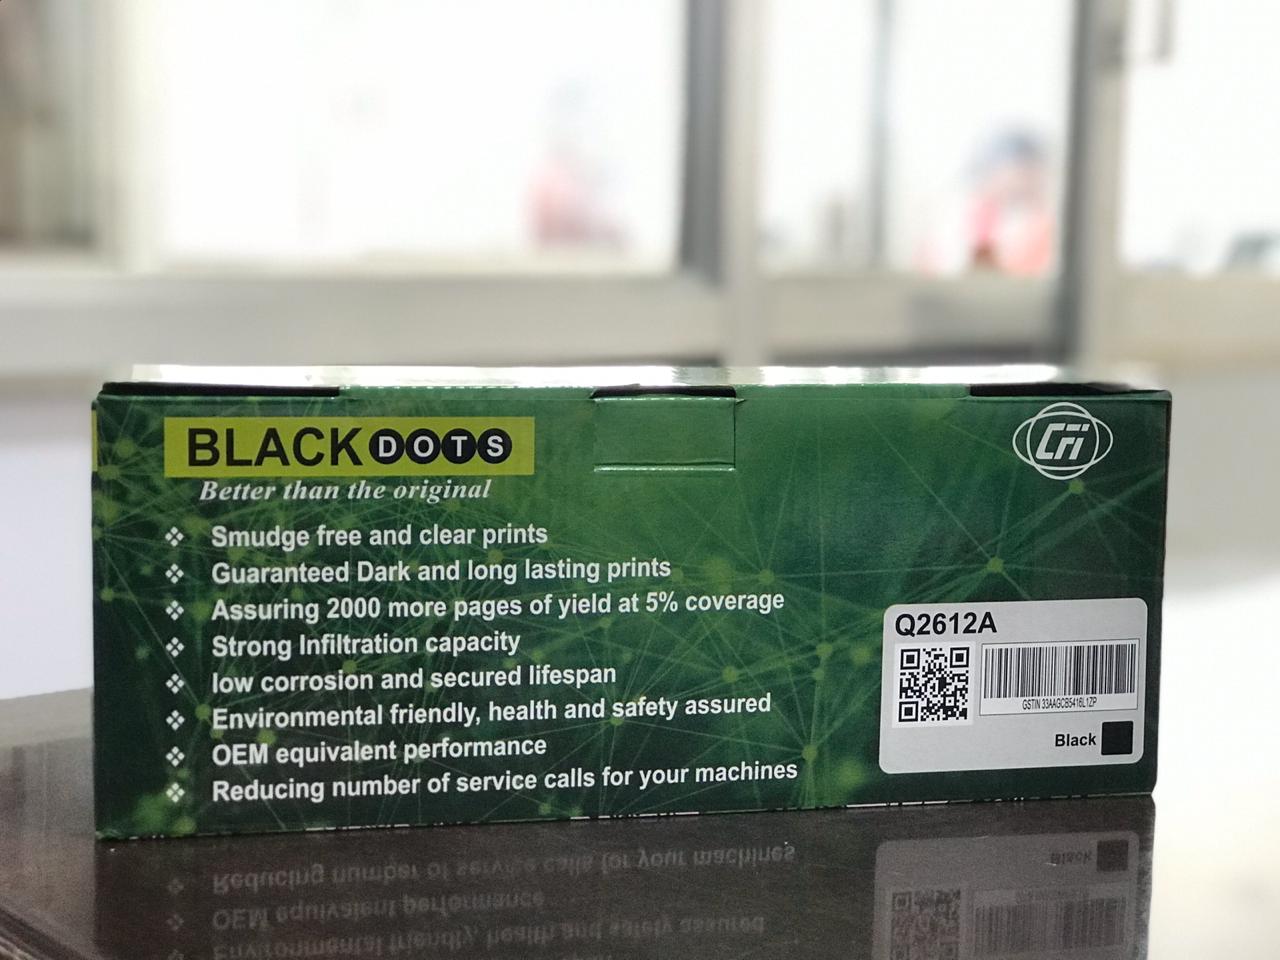 BLACK DOTS
Better than the original
❖ Smudge free and clear prints
❖ Guaranteed Dark and long lasting prints
❖ Assuring 2000 more pages of yield at 5% coverage
❖ Strong Infiltration capacity
❖ low corrosion and secured lifespan
❖ Environmental friendly, health and safety assured
❖ OEM equivalent performance
❖ Reducing number of service calls for your machines
Q2612A
GSTIN 33AAGCB5416L1ZP
Black